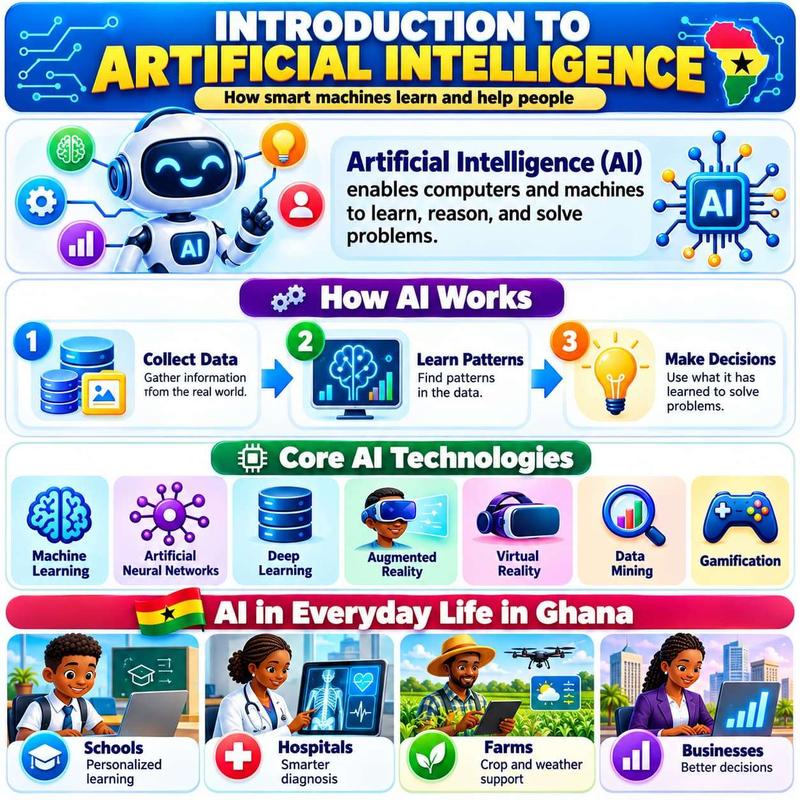 INTRODUCTION TO
ARTIFICIAL INTELLIGENCE
How smart machines learn and help people
AI
Artificial Intelligence (AI)
enables computers and machines
to learn, reason, and solve
problems.
AI
How AI Works
1
Collect Data
Gather information
from the real world.
2
Learn Patterns
Find patterns
in the data.
3
Make Decisions
Use what it has
learned to solve
problems.
Core AI Technologies
Machine
Learning
Artificial
Neural Networks
Deep
Learning
Augmented
Reality
Virtual
Reality
Data
Mining
Gamification
AI in Everyday Life in Ghana
Schools
Personalized
learning
Hospitals
Smarter
diagnosis
Farms
Crop and weather
support
Businesses
Better decisions